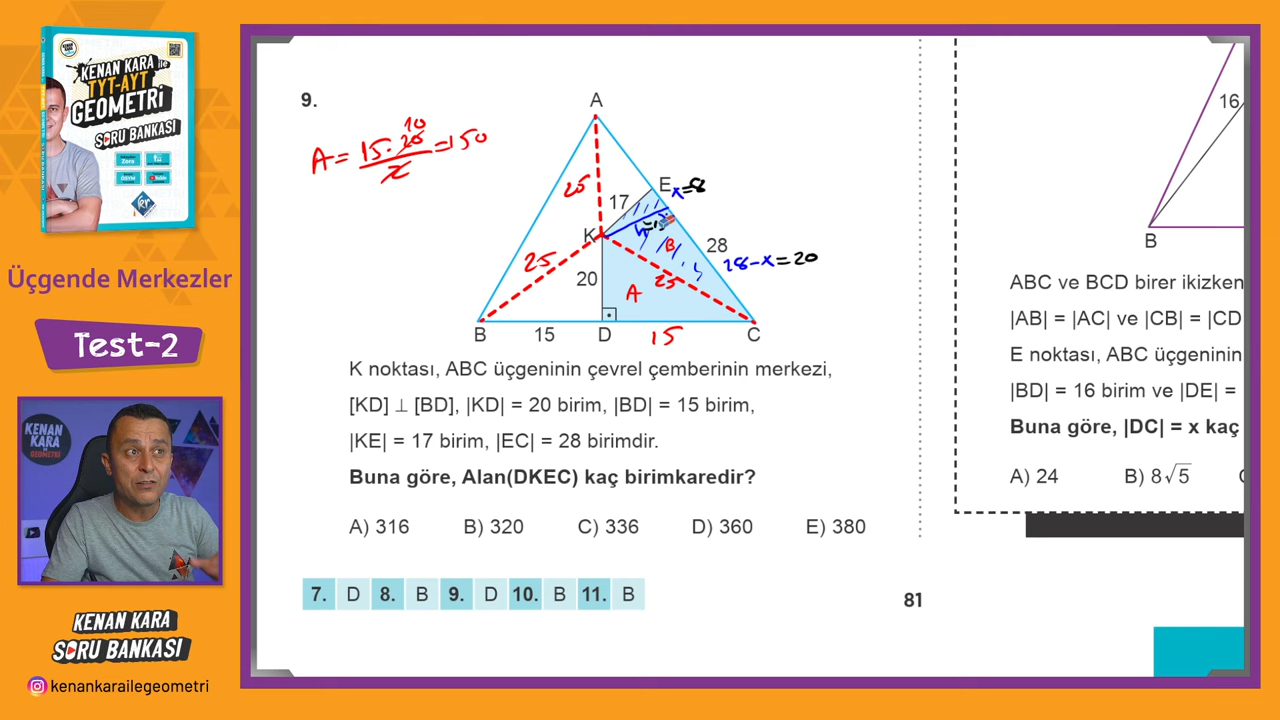 KENAN KARA ile
TYT-AYT
GEOMETRİ
SORU BANKASI
Üçgende Merkezler
Test-2
KENAN KARA
SORU BANKASI
kenankarailegeometri
9.
A = 15·20/2 = 150
10
A
25
17
E
x=8
K
h=15
B
28
28-x=20
25
25
20
A
B
15
D
15
C
K noktası, ABC üçgeninin çevrel çemberinin merkezi,
[KD] ⊥ [BD], |KD| = 20 birim, |BD| = 15 birim,
|KE| = 17 birim, |EC| = 28 birimdir.
Buna göre, Alan(DKEC) kaç birimkaredir?
A) 316 B) 320 C) 336 D) 360 E) 380
7. D 8. B 9. D 10. B 11. B
81
16
B
ABC ve BCD birer ikizken
|AB| = |AC| ve |CB| = |CD
E noktası, ABC üçgeninin
|BD| = 16 birim ve |DE| =
Buna göre, |DC| = x kaç
A) 24 B) 8√5